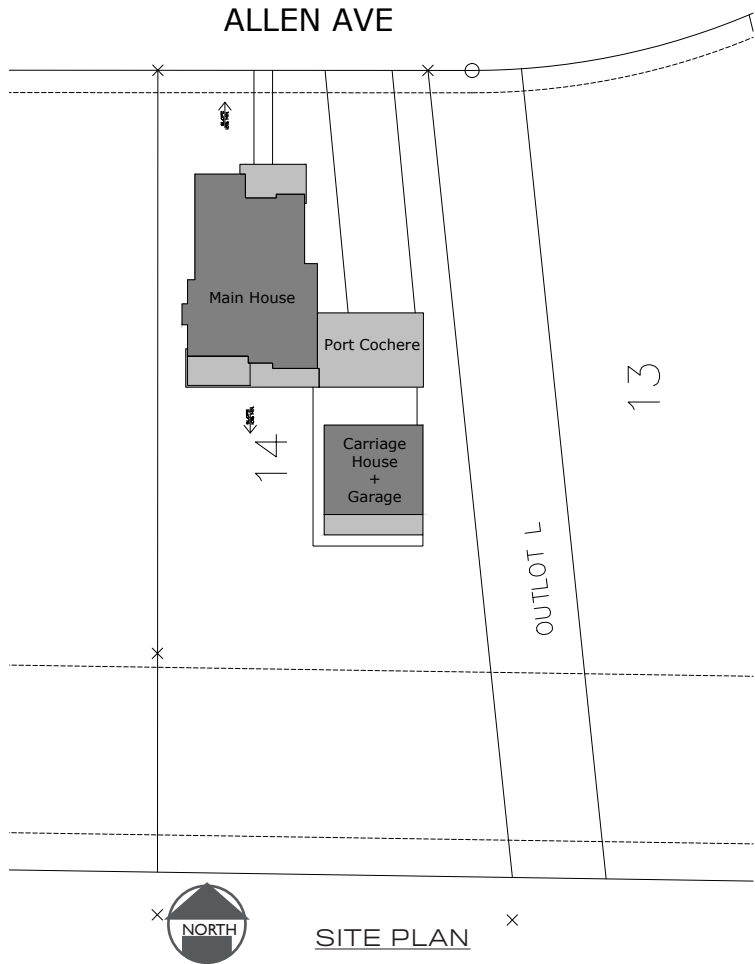 ALLEN AVE
Main House
Port Cochere
13
14
Carriage
House
+
Garage
OUTLOT L
NORTH
SITE PLAN